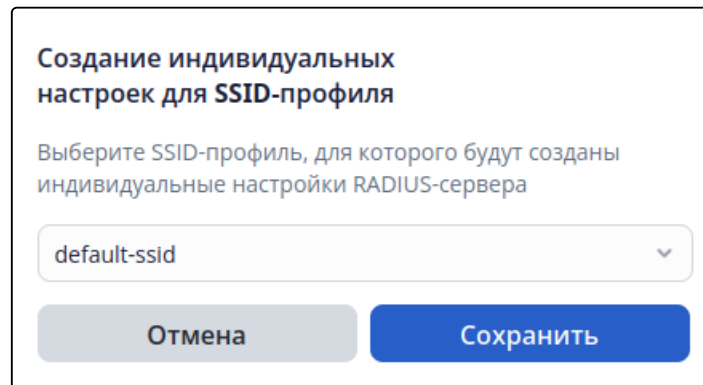 Создание индивидуальных
настроек для SSID-профиля
Выберите SSID-профиль, для которого будут созданы
индивидуальные настройки RADIUS-сервера
default-ssid
Отмена
Сохранить